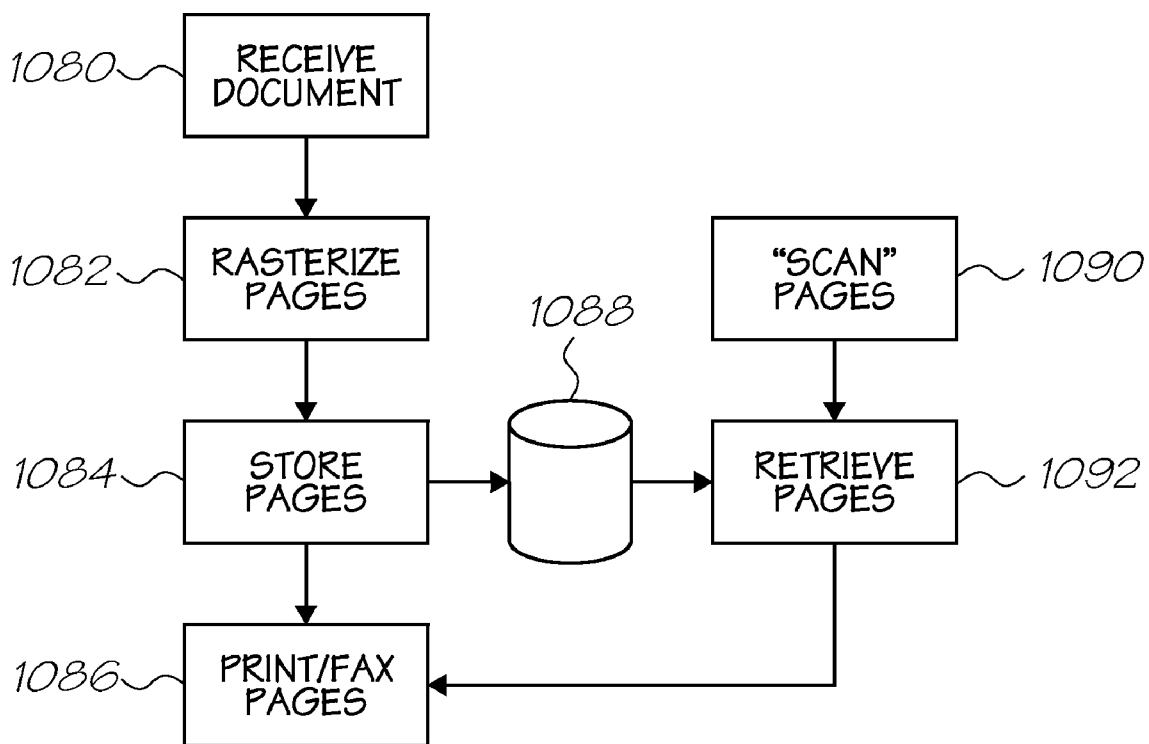 1080
RECEIVE
DOCUMENT
1082
RASTERIZE
PAGES
"SCAN"
PAGES
1090
1088
1084
STORE
PAGES
RETRIEVE
PAGES
1092
1086
PRINT/FAX
PAGES